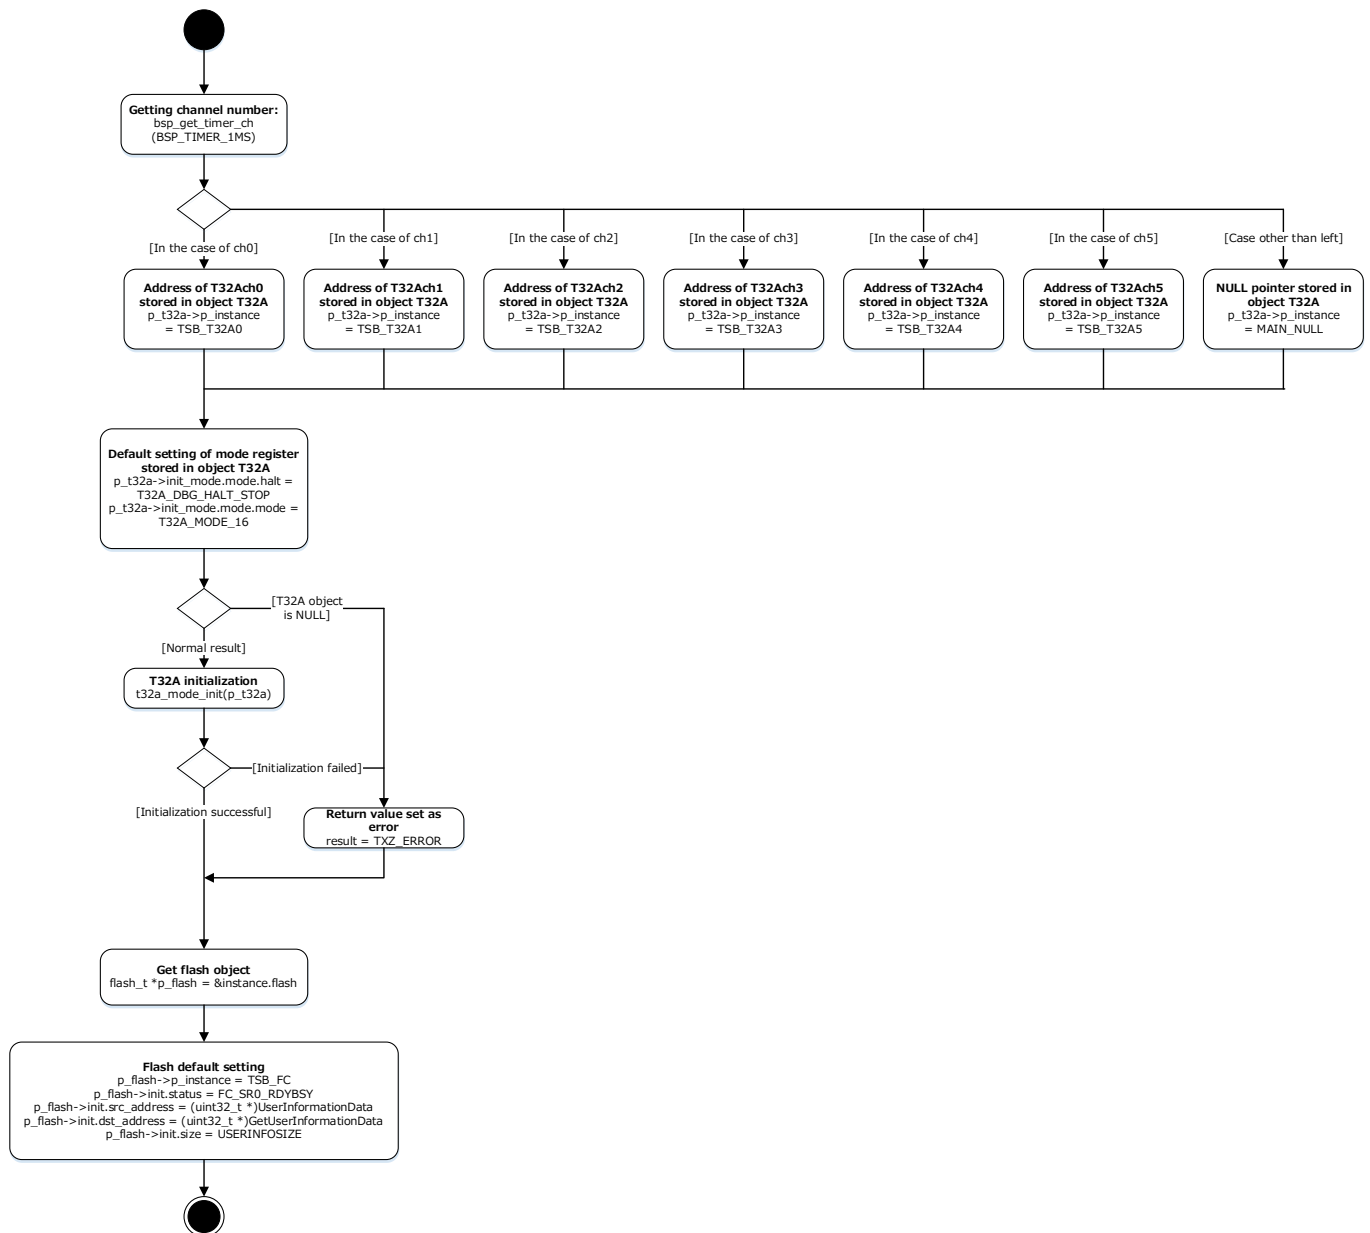 Getting channel number:
bsp_get_timer_ch
(BSP_TIMER_1MS)
[In the case of ch0]
[In the case of ch1]
[In the case of ch2]
[In the case of ch3]
[In the case of ch4]
[In the case of ch5]
[Case other than left]
Address of T32Ach0
stored in object T32A
p_t32a->p_instance
= TSB_T32A0
Address of T32Ach1
stored in object T32A
p_t32a->p_instance
= TSB_T32A1
Address of T32Ach2
stored in object T32A
p_t32a->p_instance
= TSB_T32A2
Address of T32Ach3
stored in object T32A
p_t32a->p_instance
= TSB_T32A3
Address of T32Ach4
stored in object T32A
p_t32a->p_instance
= TSB_T32A4
Address of T32Ach5
stored in object T32A
p_t32a->p_instance
= TSB_T32A5
NULL pointer stored in
object T32A
p_t32a->p_instance
= MAIN_NULL
Default setting of mode register
stored in object T32A
p_t32a->init_mode.mode.halt =
T32A_DBG_HALT_STOP
p_t32a->init_mode.mode.mode =
T32A_MODE_16
[T32A object
is NULL]
[Normal result]
T32A initialization
t32a_mode_init(p_t32a)
[Initialization failed]
[Initialization successful]
Return value set as
error
result = TXZ_ERROR
Get flash object
flash_t *p_flash = &instance.flash
Flash default setting
p_flash->p_instance = TSB_FC
p_flash->init.status = FC_SR0_RDYBSY
p_flash->init.src_address = (uint32_t *)UserInformationData
p_flash->init.dst_address = (uint32_t *)GetUserInformationData
p_flash->init.size = USERINFOSIZE